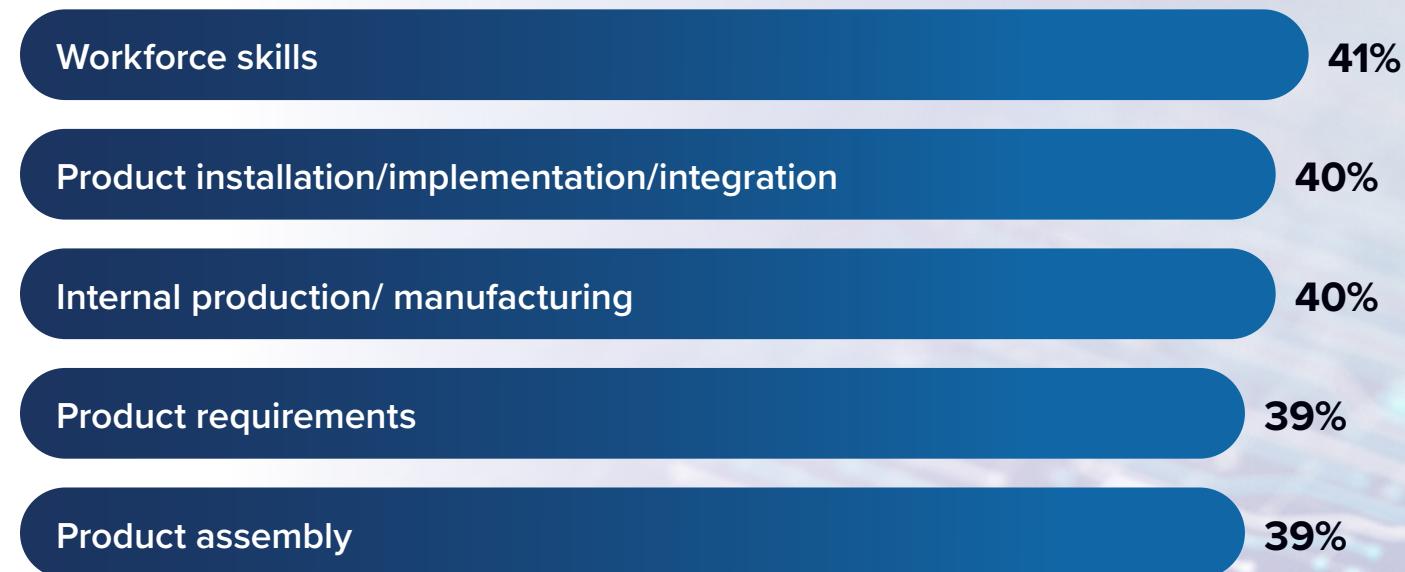 Workforce skills 41%
Product installation/implementation/integration 40%
Internal production/ manufacturing 40%
Product requirements 39%
Product assembly 39%